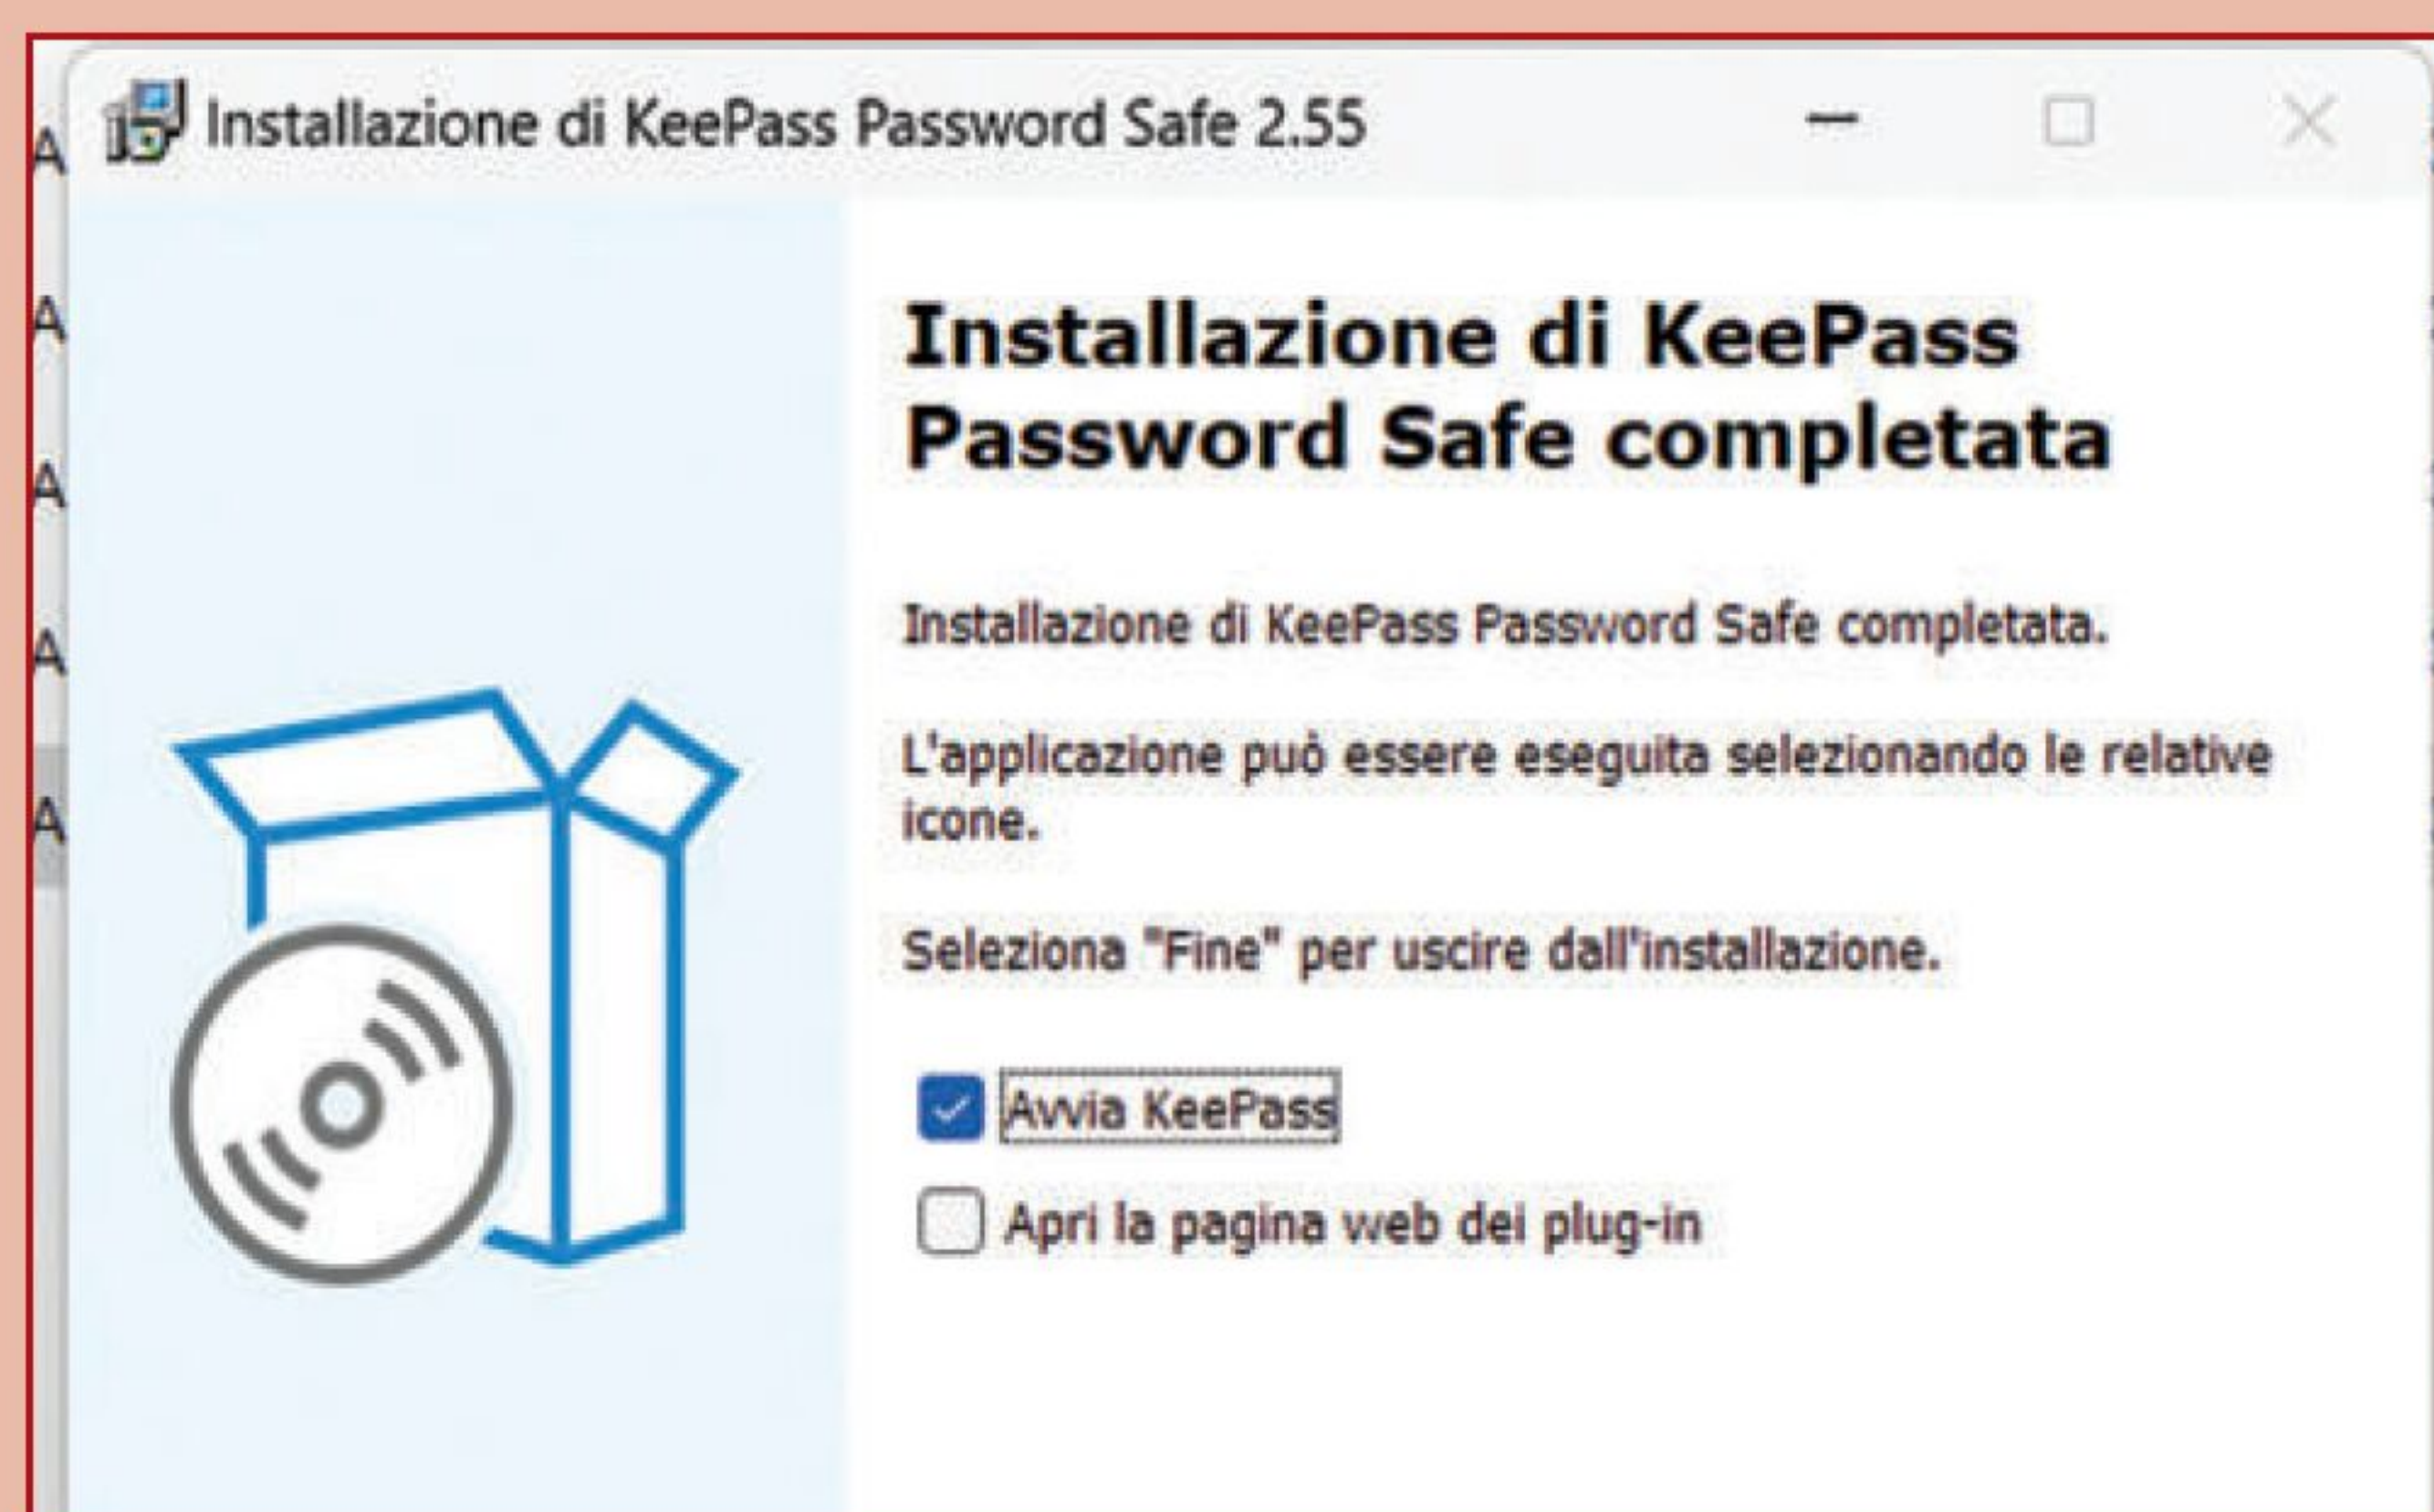 Installazione di KeePass Password Safe 2.55
Installazione di KeePass
Password Safe completata
Installazione di KeePass Password Safe completata.
L'applicazione può essere eseguita selezionando le relative
icone.
Seleziona "Fine" per uscire dall'installazione.
Avvia KeePass
Apri la pagina web dei plug-in
A
A
A
A
A